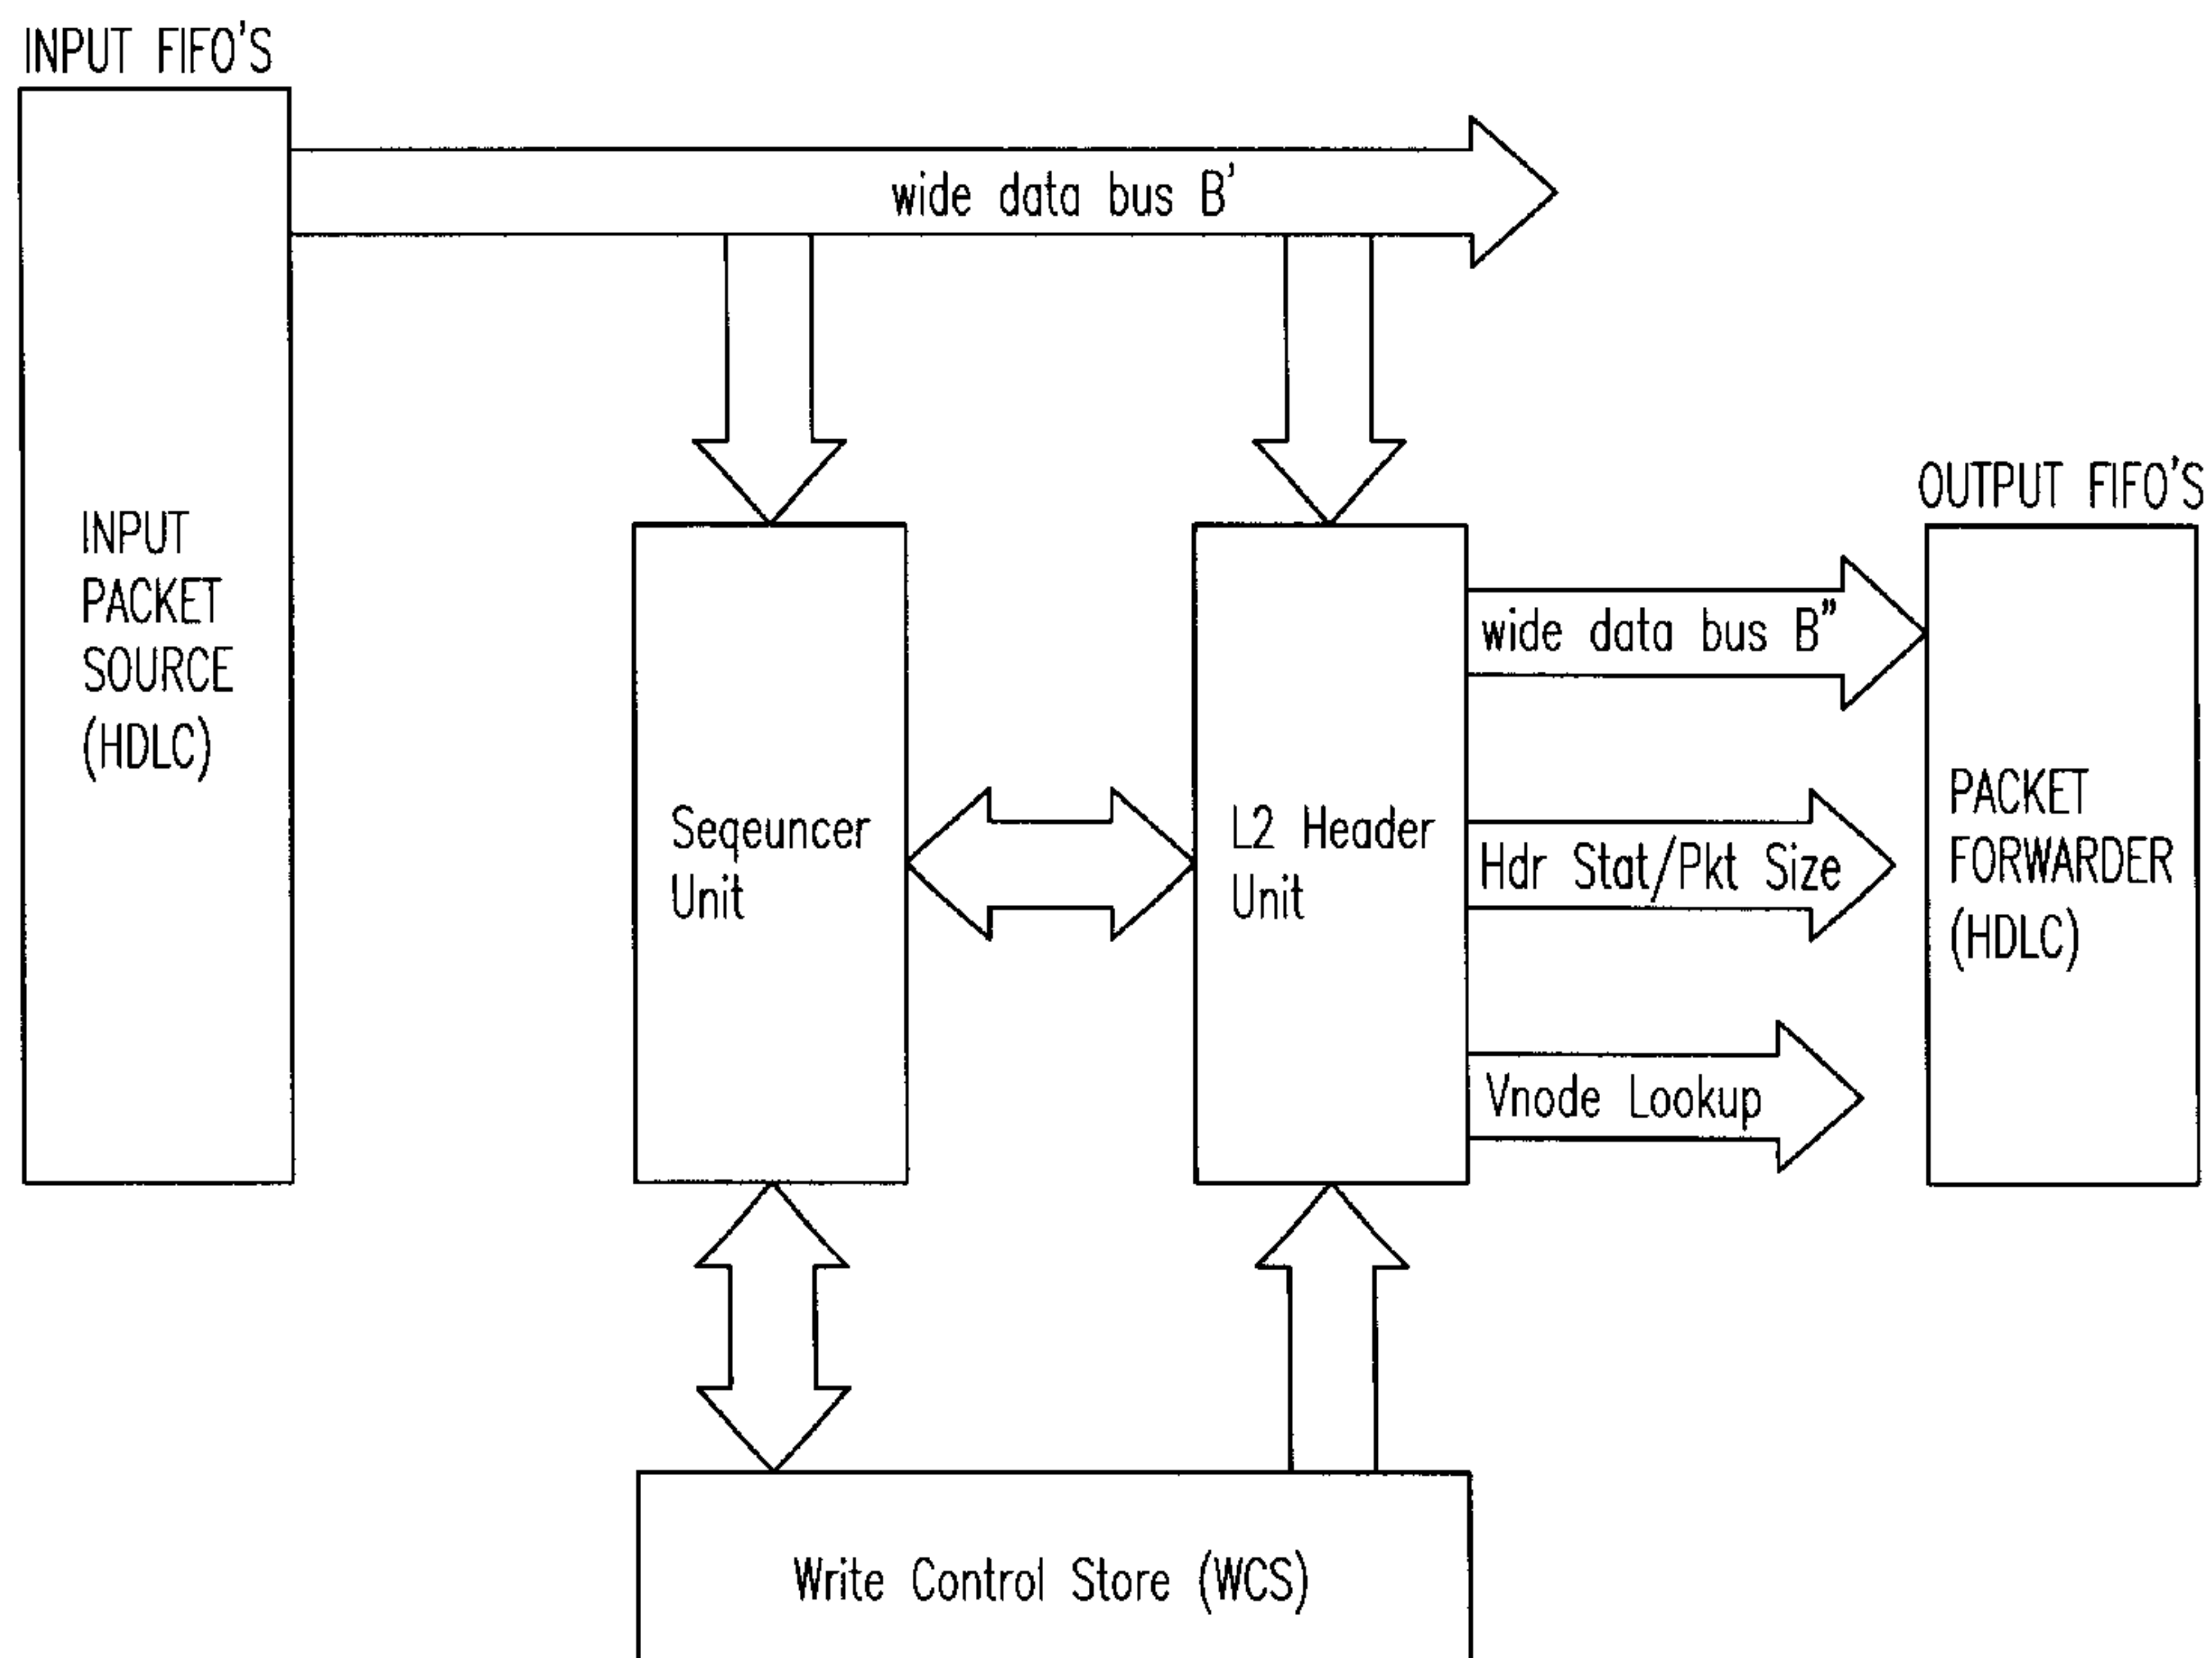 INPUT FIFO'S
wide data bus B'
INPUT
PACKET
SOURCE
(HDLC)
Seqeuncer
Unit
L2 Header
Unit
wide data bus B"
Hdr Stat/Pkt Size
Vnode Lookup
OUTPUT FIFO'S
PACKET
FORWARDER
(HDLC)
Write Control Store (WCS)